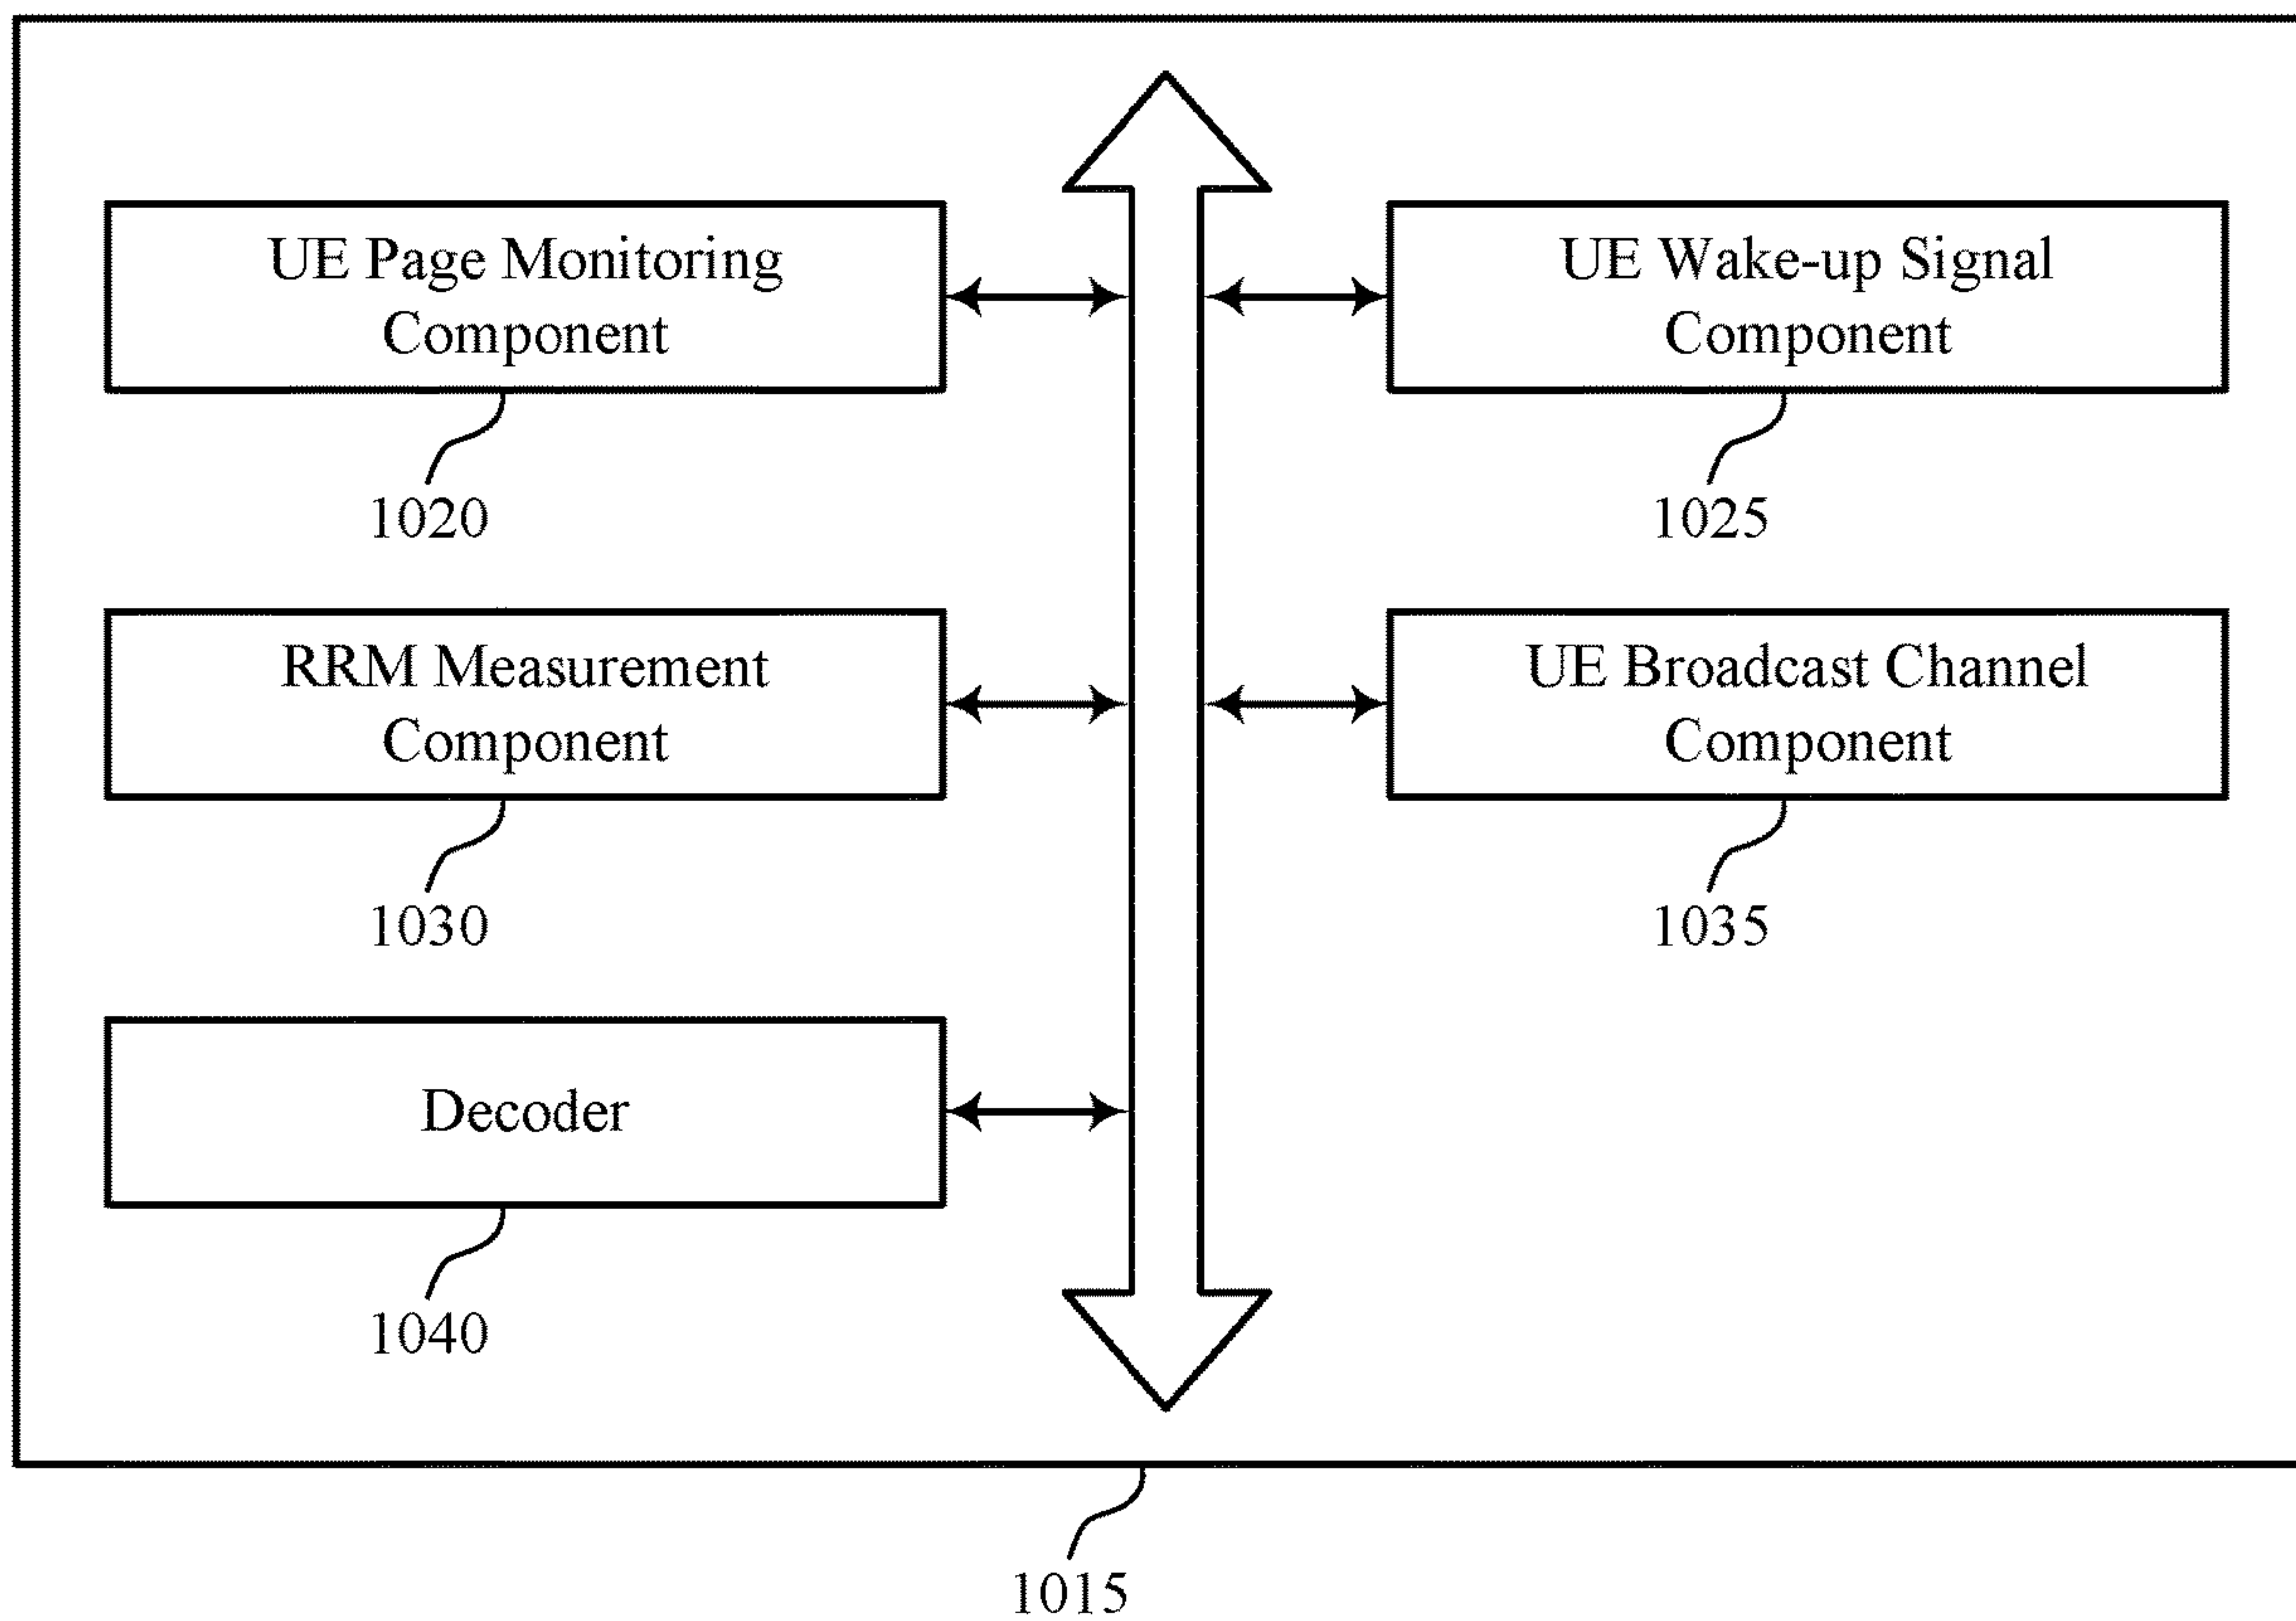 UE Page Monitoring
Component
1020
UE Wake-up Signal
Component
1025
RRM Measurement
Component
1030
UE Broadcast Channel
Component
1035
Decoder
1040
1015